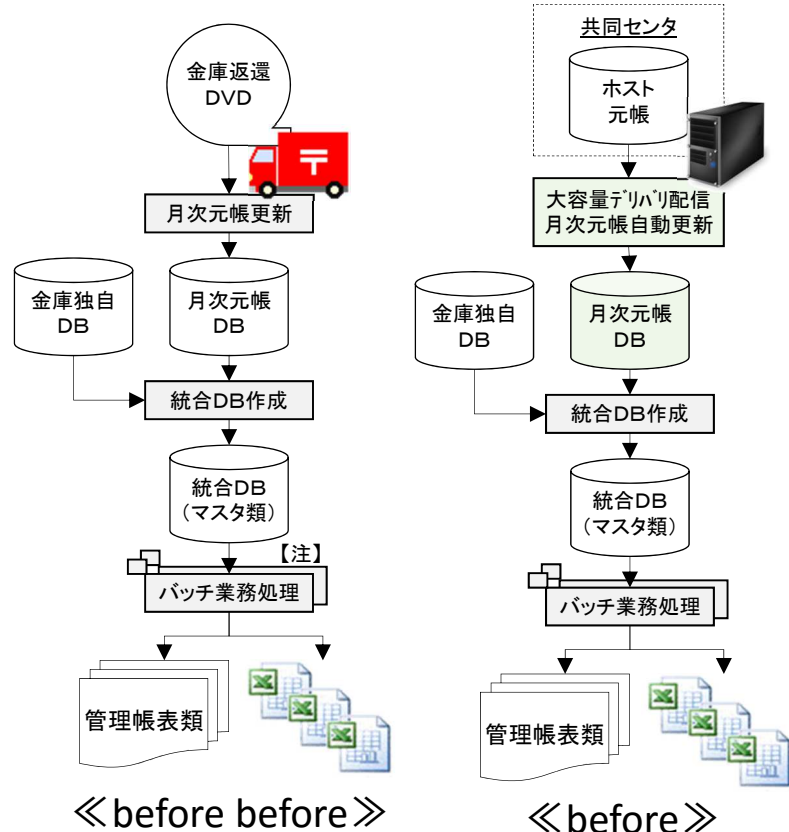 金庫返還
DVD
〒
月次元帳更新
金庫独自
DB
月次元帳
DB
統合DB作成
統合DB
(マスタ類)
【注】
バッチ業務処理
管理帳表類
≪before before≫
共同センタ
ホスト
元帳
大容量ﾃﾞﾘﾊﾞﾘ配信
月次元帳自動更新
金庫独自
DB
月次元帳
DB
統合DB作成
統合DB
(マスタ類)
バッチ業務処理
管理帳表類
≪before≫